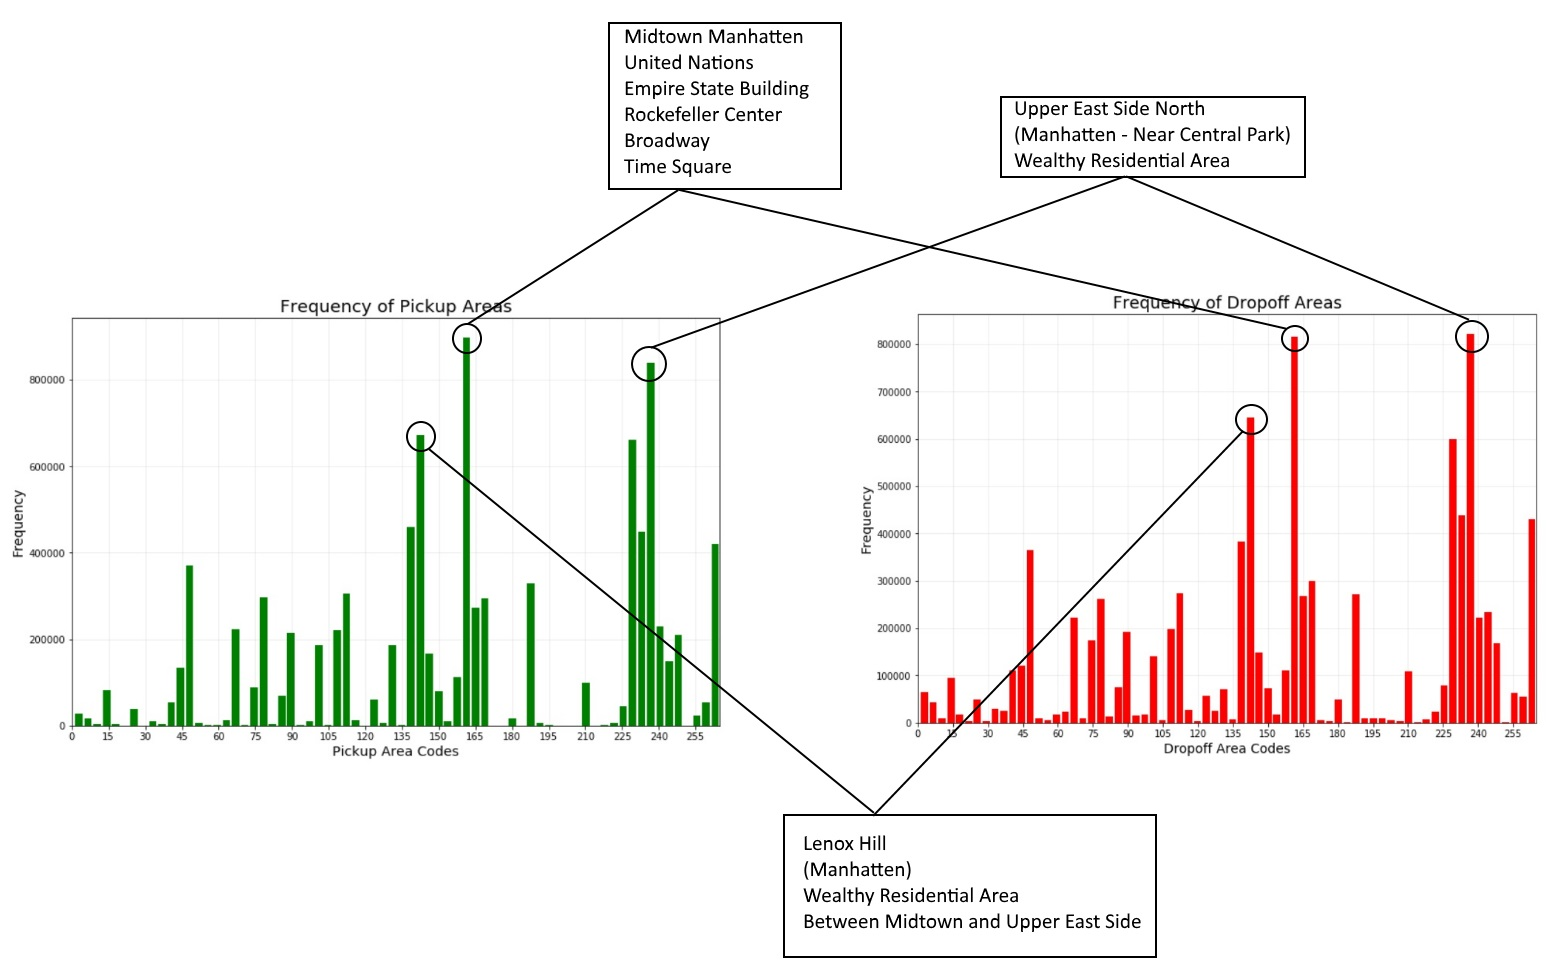 Midtown Manhatten
United Nations
Empire State Building
Rockefeller Center
Broadway
Time Square
Upper East Side North
(Manhatten - Near Central Park)
Wealthy Residential Area
Frequency of Pickup Areas
Frequency
800000
600000
400000
200000
0
0 15 30 45 60 75 90 105 120 135 150 165 180 195 210 225 240 255
Pickup Area Codes
Frequency of Dropoff Areas
Frequency
800000
700000
600000
500000
400000
300000
200000
100000
0
0 15 30 45 60 75 90 105 120 135 150 165 180 195 210 225 240 255
Dropoff Area Codes
Lenox Hill
(Manhatten)
Wealthy Residential Area
Between Midtown and Upper East Side